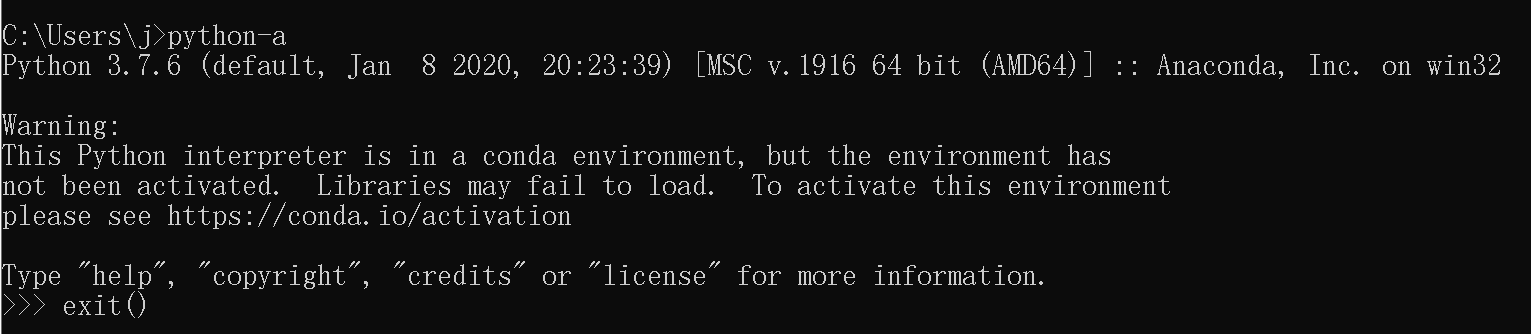 C:\Users\j>python-a
Python 3.7.6 (default, Jan  8 2020, 20:23:39) [MSC v.1916 64 bit (AMD64)] :: Anaconda, Inc. on win32
Warning:
This Python interpreter is in a conda environment, but the environment has
not been activated.  Libraries may fail to load.  To activate this environment
please see https://conda.io/activation
Type "help", "copyright", "credits" or "license" for more information.
>>> exit()